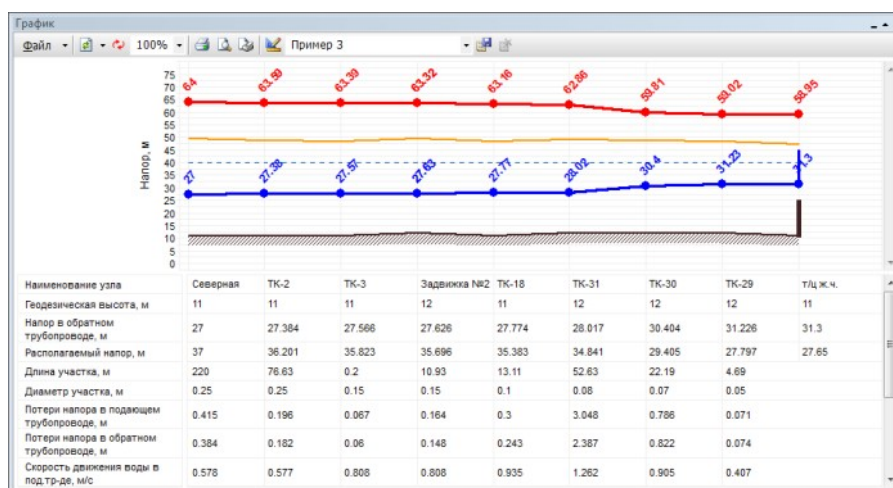 График
Файл 100% Пример 3
75
70
65
60
55
50
45
40
35
30
25
20
15
10
5
0
Напор, м
64 63.59 63.39 63.32 63.16 62.86 59.81 59.02 58.95
27 27.38 27.57 27.63 27.77 28.02 30.4 31.23 31.3
Наименование узла Северная ТК-2 ТК-3 Задвижка №2 ТК-18 ТК-31 ТК-30 ТК-29 т/ц ж.ч.
Геодезическая высота, м 11 11 11 12 11 12 12 12 11
Напор в обратном
трубопроводе, м 27 27.384 27.566 27.626 27.774 28.017 30.404 31.226 31.3
Располагаемый напор, м 37 36.201 35.823 35.696 35.383 34.841 29.405 27.797 27.65
Длина участка, м 220 76.63 0.2 10.93 13.11 52.63 22.19 4.69
Диаметр участка, м 0.25 0.25 0.15 0.15 0.1 0.08 0.07 0.05
Потери напора в подающем
трубопроводе, м 0.415 0.196 0.067 0.164 0.3 3.048 0.786 0.071
Потери напора в обратном
трубопроводе, м 0.384 0.182 0.06 0.148 0.243 2.387 0.822 0.074
Скорость движения воды в
под.тр-де, м/с 0.578 0.577 0.808 0.808 0.935 1.262 0.905 0.407